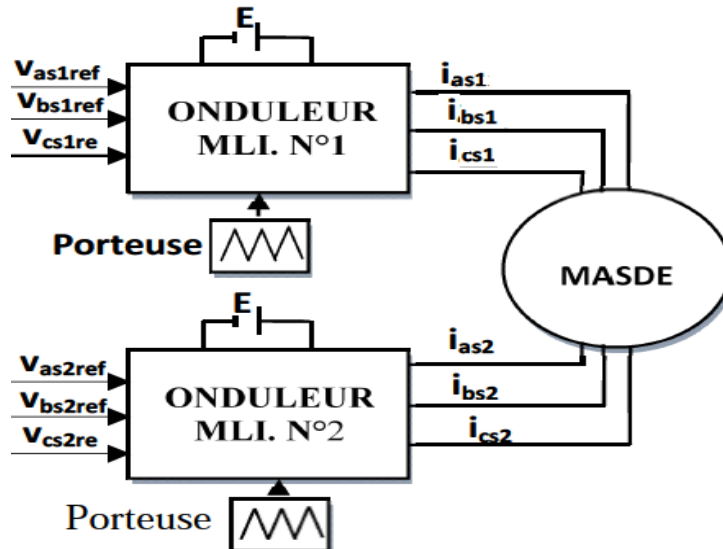 E
vas1ref
vbs1ref
vcs1re
ONDULEUR
MLI. N°1
ias1
ibs1
ics1
Porteuse
MASDE
E
vas2ref
vbs2ref
vcs2re
ONDULEUR
MLI. N°2
ias2
ibs2
ics2
Porteuse